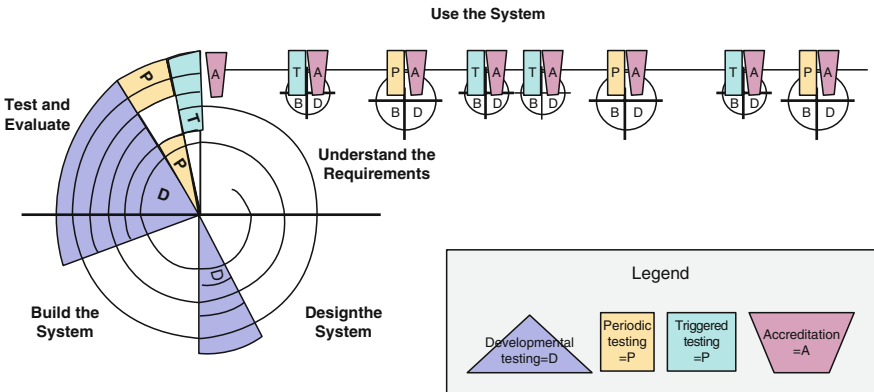 Use the System
P
A
T A
P A
T A
T A
P A
T A
P A
B D
B D
B D
B D
B D
B D
B D
Test and
Evaluate
T
P
D
Understand the
Requirements
D
Build the
System
Designthe
System
Legend
Developmental
testing=D
Periodic
testing
=P
Triggered
testing
=P
Accreditation
=A